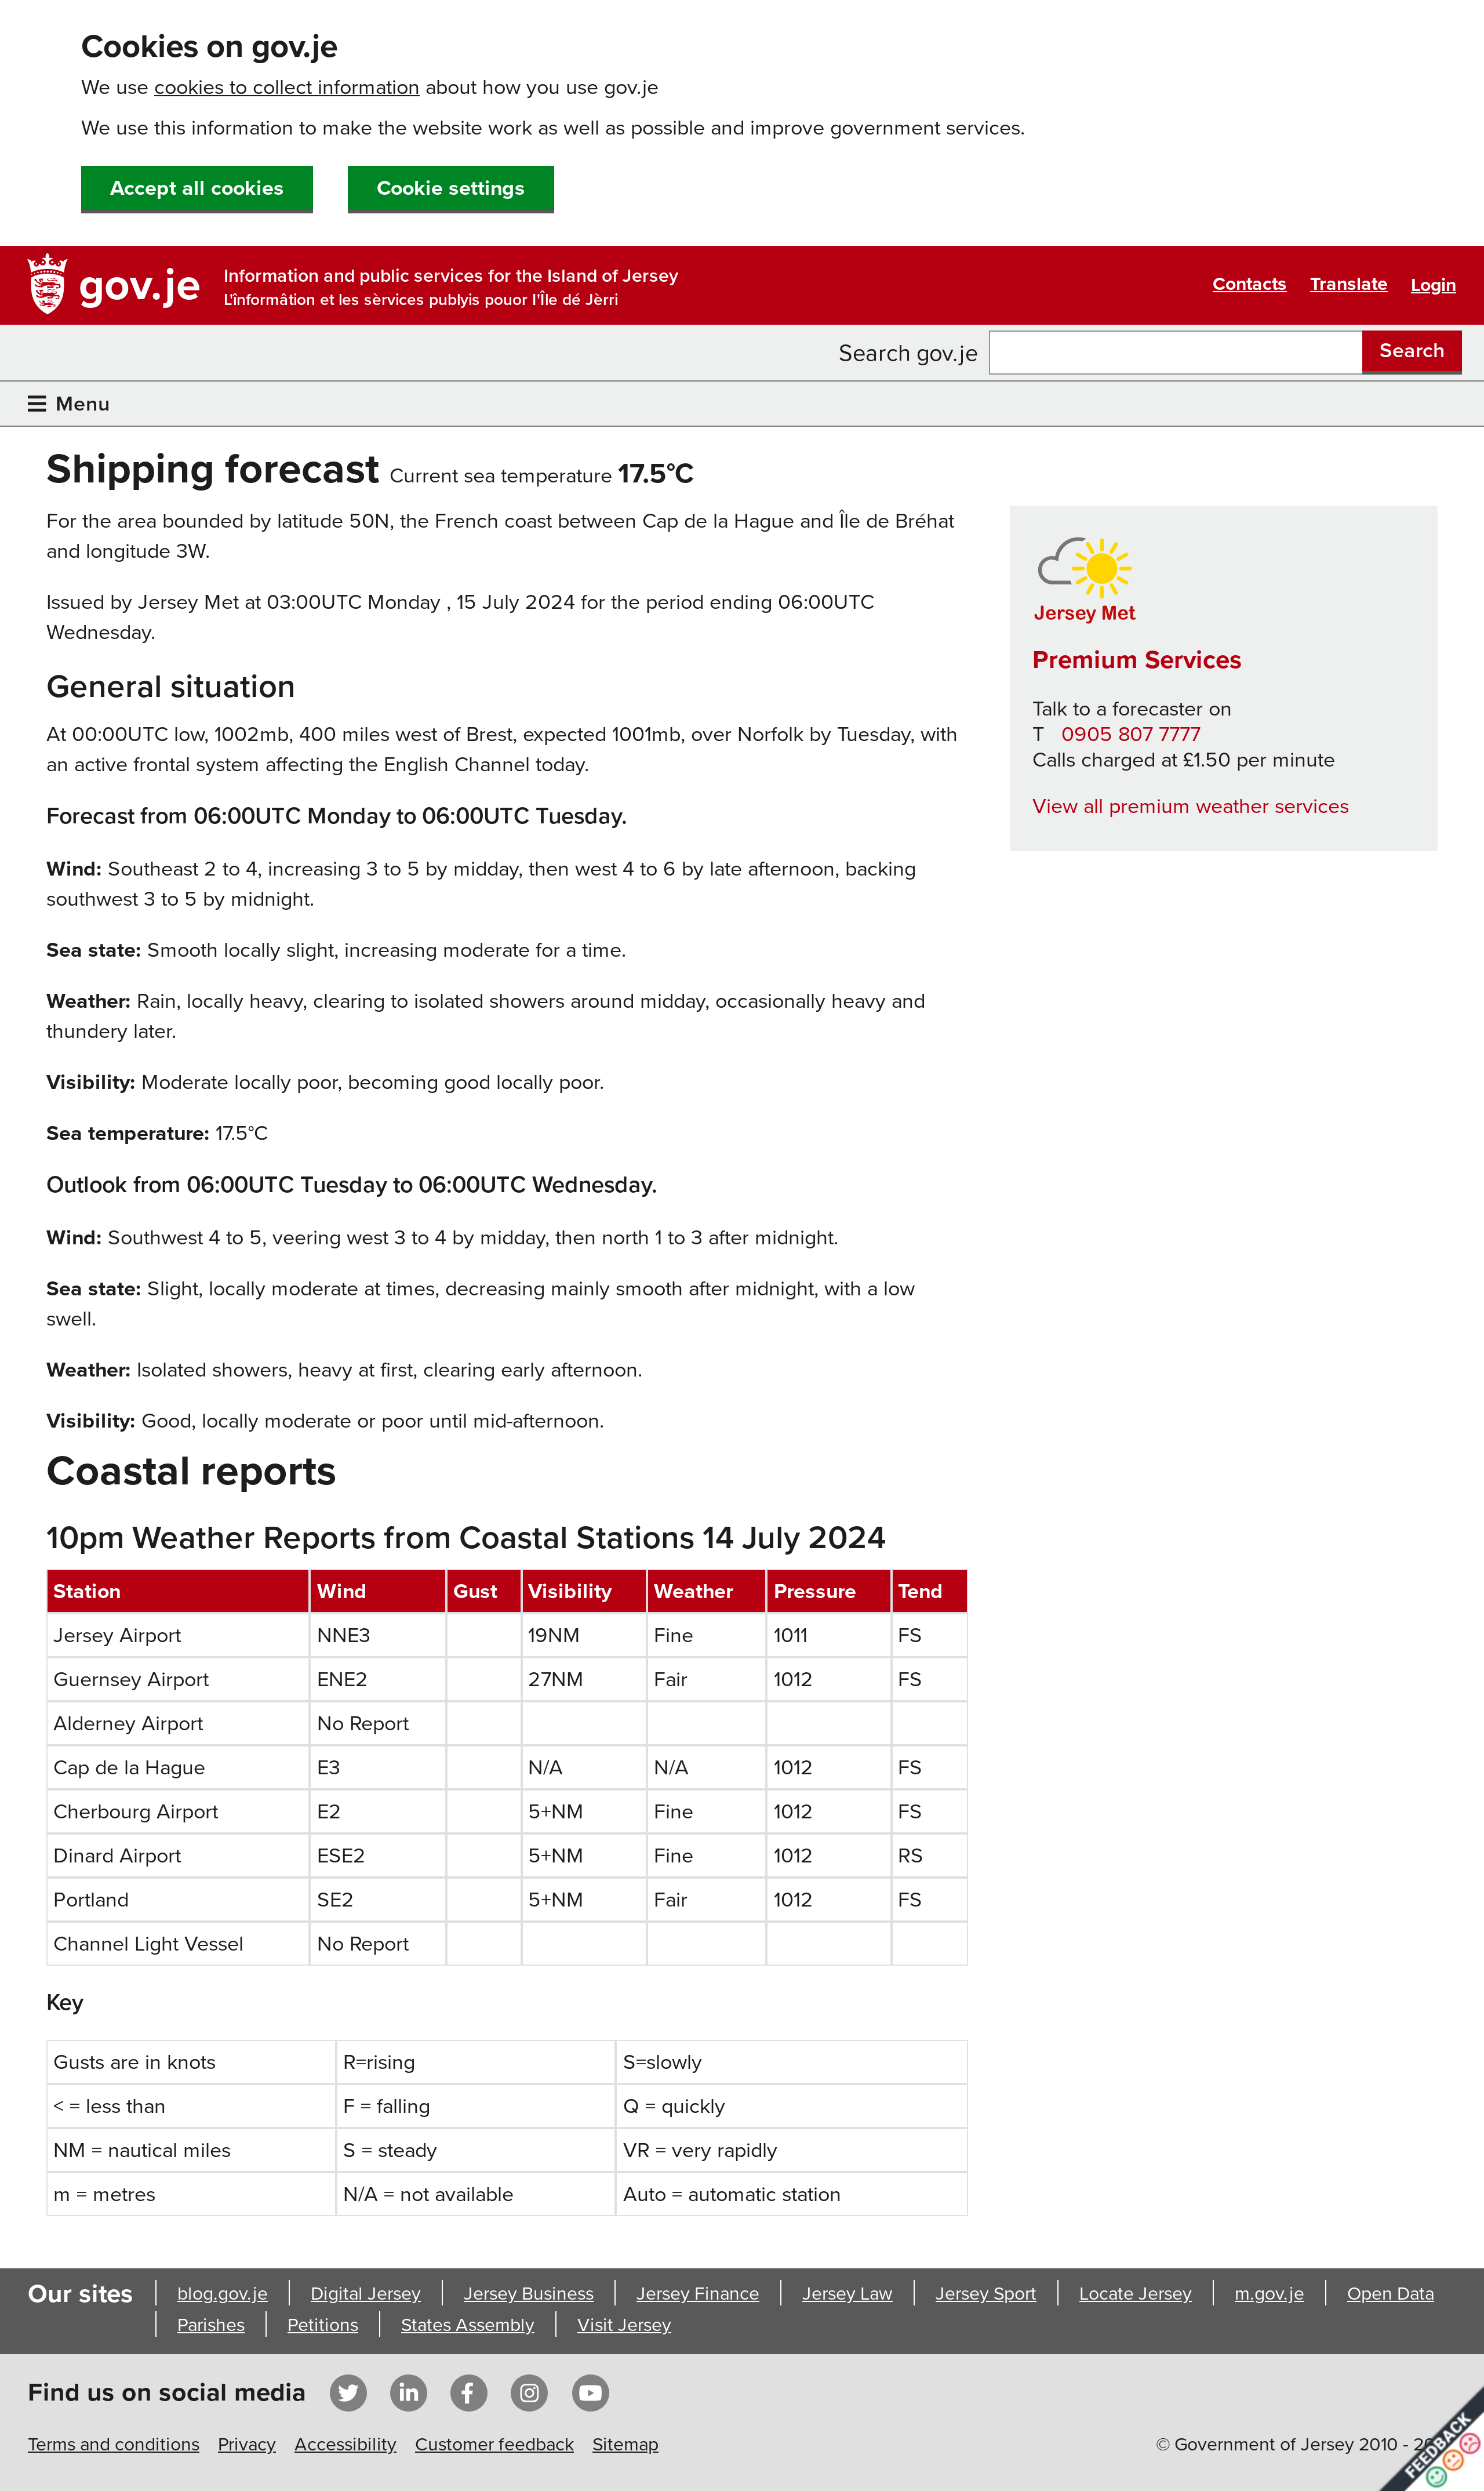 Cookies on gov.je
We use cookies to collect information about how you use gov.je
We use this information to make the website work as well as possible and improve government services.
Accept all cookies
Cookie settings
gov.je
Information and public services for the Island of Jersey
L'înformâtion et les sèrvices publyis pouor I'Île dé Jèrri
Contacts
Translate
Login
Search gov.je
Search
Menu
Shipping forecast Current sea temperature 17.5°C
For the area bounded by latitude 50N, the French coast between Cap de la Hague and Île de Bréhat
and longitude 3W.
Issued by Jersey Met at 03:00UTC Monday , 15 July 2024 for the period ending 06:00UTC
Wednesday.
General situation
At 00:00UTC low, 1002mb, 400 miles west of Brest, expected 1001mb, over Norfolk by Tuesday, with
an active frontal system affecting the English Channel today.
Forecast from 06:00UTC Monday to 06:00UTC Tuesday.
Wind: Southeast 2 to 4, increasing 3 to 5 by midday, then west 4 to 6 by late afternoon, backing
southwest 3 to 5 by midnight.
Sea state: Smooth locally slight, increasing moderate for a time.
Weather: Rain, locally heavy, clearing to isolated showers around midday, occasionally heavy and
thundery later.
Visibility: Moderate locally poor, becoming good locally poor.
Sea temperature: 17.5°C
Outlook from 06:00UTC Tuesday to 06:00UTC Wednesday.
Wind: Southwest 4 to 5, veering west 3 to 4 by midday, then north 1 to 3 after midnight.
Sea state: Slight, locally moderate at times, decreasing mainly smooth after midnight, with a low
swell.
Weather: Isolated showers, heavy at first, clearing early afternoon.
Visibility: Good, locally moderate or poor until mid-afternoon.
Jersey Met
Premium Services
Talk to a forecaster on
T 0905 807 7777
Calls charged at £1.50 per minute
View all premium weather services
Coastal reports
10pm Weather Reports from Coastal Stations 14 July 2024
Station Wind Gust Visibility Weather Pressure Tend
Jersey Airport NNE3 19NM Fine 1011 FS
Guernsey Airport ENE2 27NM Fair 1012 FS
Alderney Airport No Report
Cap de la Hague E3 N/A N/A 1012 FS
Cherbourg Airport E2 5+NM Fine 1012 FS
Dinard Airport ESE2 5+NM Fine 1012 RS
Portland SE2 5+NM Fair 1012 FS
Channel Light Vessel No Report
Key
Gusts are in knots R=rising S=slowly
< = less than F = falling Q = quickly
NM = nautical miles S = steady VR = very rapidly
m = metres N/A = not available Auto = automatic station
Our sites blog.gov.je Digital Jersey Jersey Business Jersey Finance Jersey Law Jersey Sport Locate Jersey m.gov.je Open Data
Parishes Petitions States Assembly Visit Jersey
Find us on social media
Terms and conditions Privacy Accessibility Customer feedback Sitemap
© Government of Jersey 2010 -
FEEDBACK